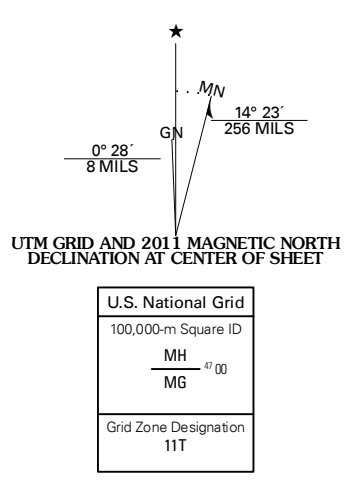 ★
MN
14° 23´
256 MILS
GN
0° 28´
8 MILS
UTM GRID AND 2011 MAGNETIC NORTH
DECLINATION AT CENTER OF SHEET
U.S. National Grid
100,000-m Square ID
MH
47 00
MG
Grid Zone Designation
11T